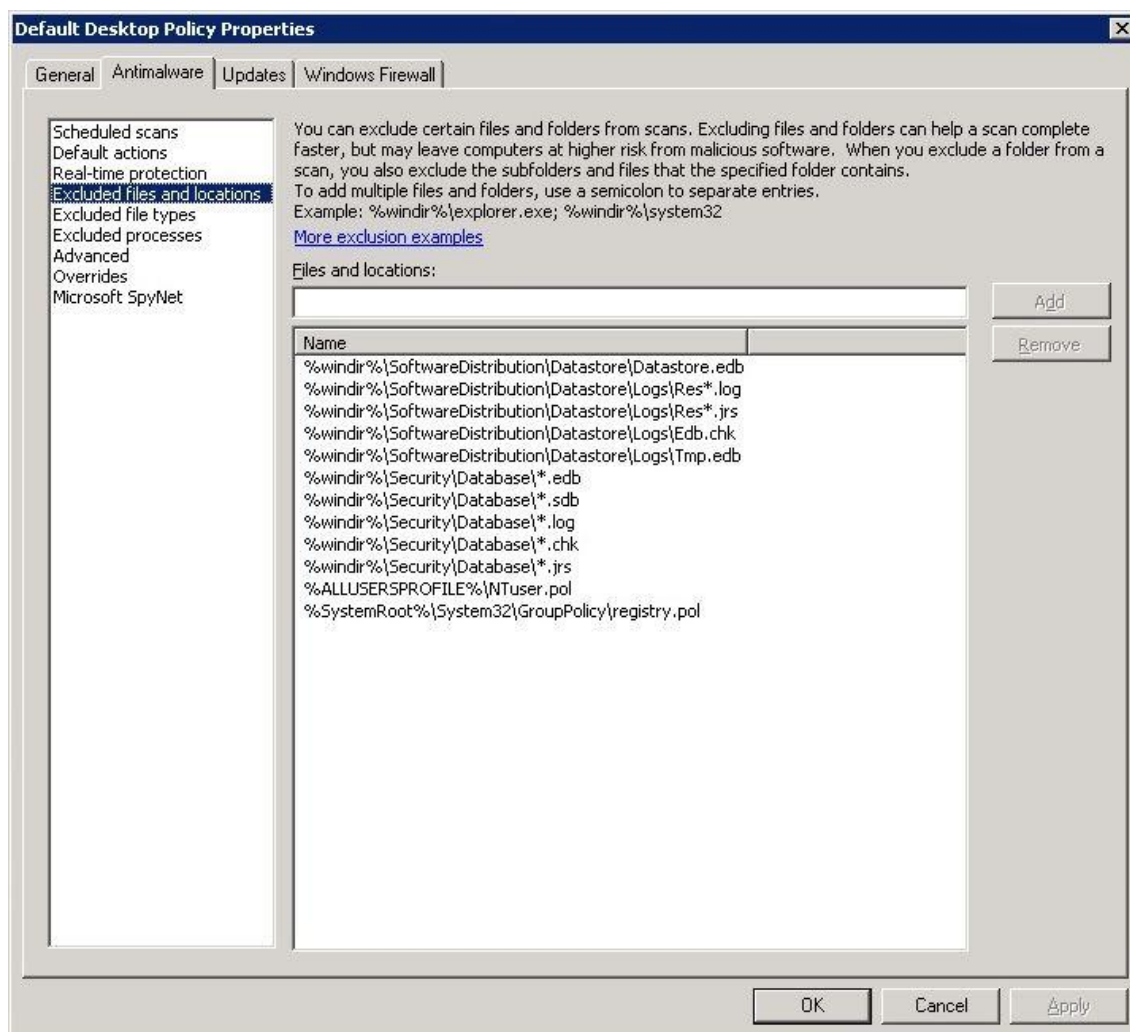 Default Desktop Policy Properties
General Antimalware Updates Windows Firewall
Scheduled scans
Default actions
Real-time protection
Excluded files and locations
Excluded file types
Excluded processes
Advanced
Overrides
Microsoft SpyNet
You can exclude certain files and folders from scans. Excluding files and folders can help a scan complete
faster, but may leave computers at higher risk from malicious software. When you exclude a folder from a
scan, you also exclude the subfolders and files that the specified folder contains.
To add multiple files and folders, use a semicolon to separate entries.
Example: %windir%\explorer.exe; %windir%\system32
More exclusion examples
Files and locations:
Add
Remove
Name
%windir%\SoftwareDistribution\Datastore\Datastore.edb
%windir%\SoftwareDistribution\Datastore\Logs\Res*.log
%windir%\SoftwareDistribution\Datastore\Logs\Res*.jrs
%windir%\SoftwareDistribution\Datastore\Logs\Edb.chk
%windir%\SoftwareDistribution\Datastore\Logs\Tmp.edb
%windir%\Security\Database\*.edb
%windir%\Security\Database\*.sdb
%windir%\Security\Database\*.log
%windir%\Security\Database\*.chk
%windir%\Security\Database\*.jrs
%ALLUSERSPROFILE%\NTuser.pol
%SystemRoot%\System32\GroupPolicy\registry.pol
OK Cancel Apply